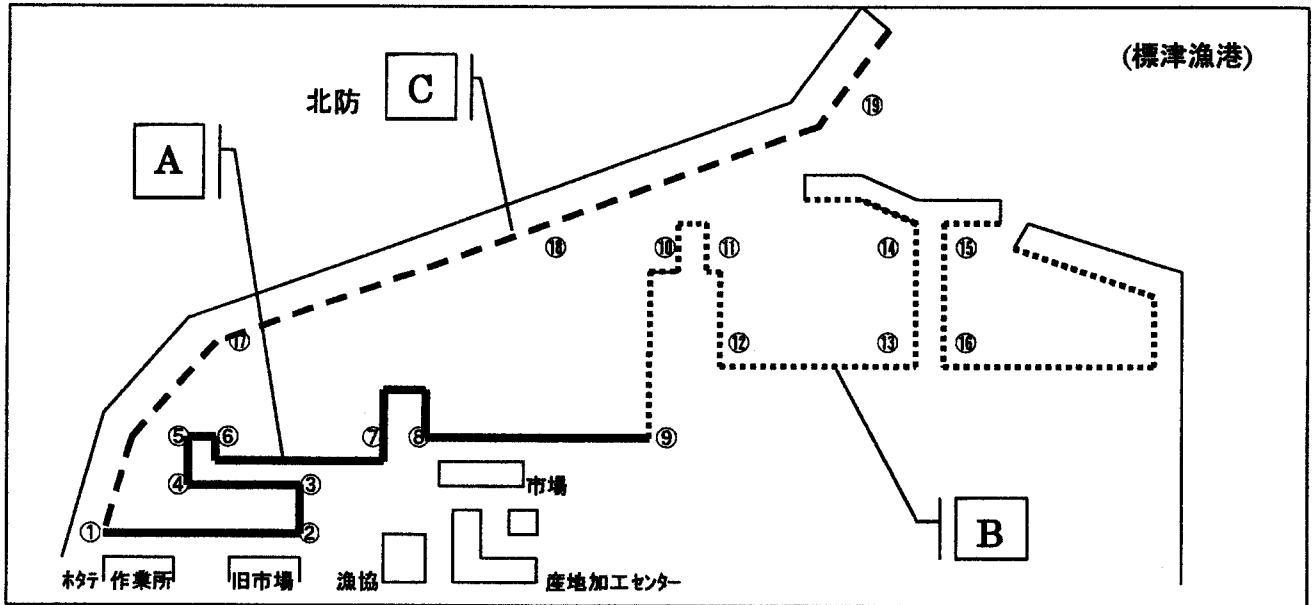 (標津漁港)
北防
C
A
B
⑲
⑱
⑩
⑪
⑭
⑮
⑰
⑫
⑬
⑯
⑤
⑥
⑦
⑧
⑨
④
③
①
②
市場
ホタテ 作業所
旧市場
漁協
産地加工センター